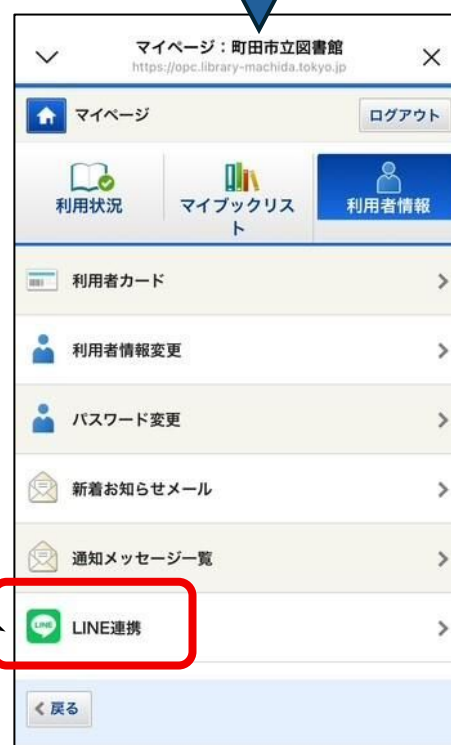 マイページ：町田市立図書館
https://opc.library-machida.tokyo.jp
マイページ
ログアウト
利用状況
マイブックリス
ト
利用者情報
利用者カード
利用者情報変更
パスワード変更
新着お知らせメール
通知メッセージ一覧
LINE
LINE連携
戻る